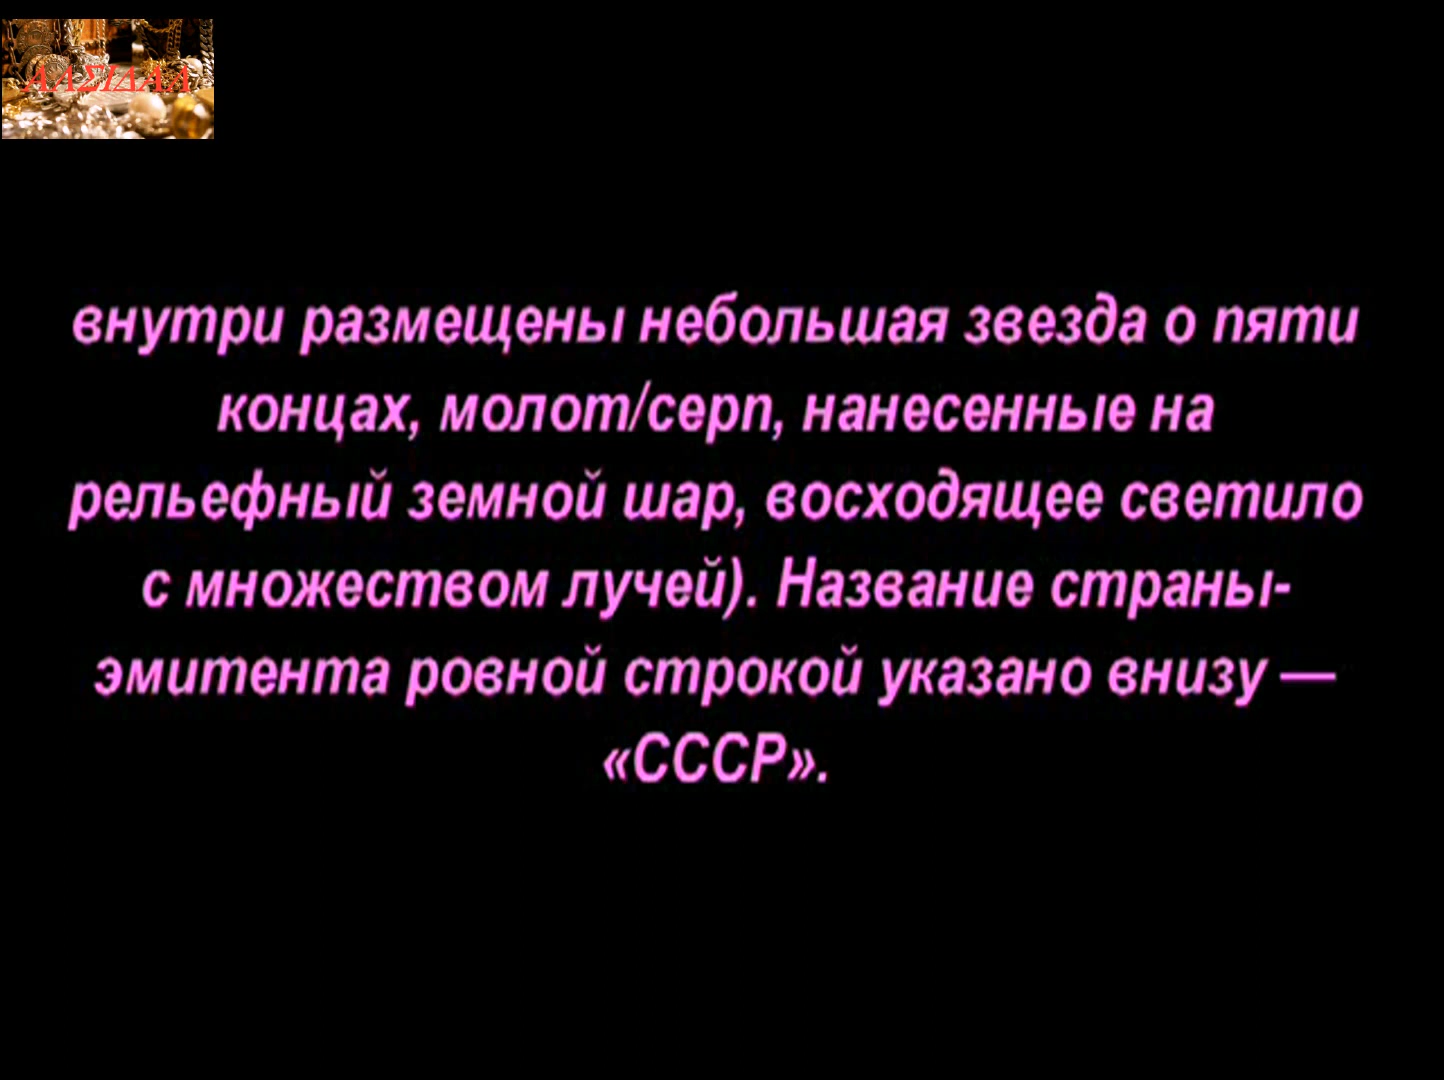 ΑΛΣΙΔΑΔ
внутри размещены небольшая звезда о пяти
концах, молот/серп, нанесенные на
рельефный земной шар, восходящее светило
с множеством лучей). Название страны-
эмитента ровной строкой указано внизу —
«СССР».